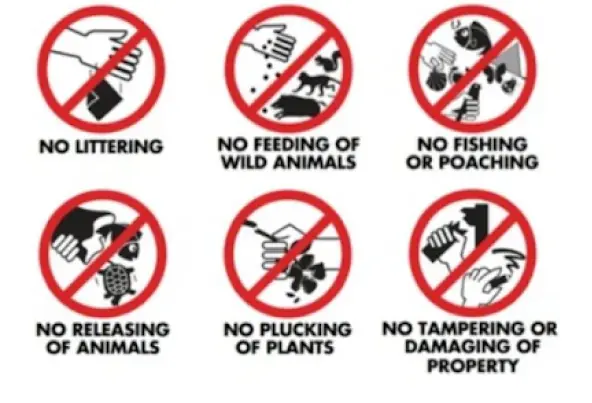 NO LITTERING
NO FEEDING OF
WILD ANIMALS
NO FISHING
OR POACHING
NO RELEASING
OF ANIMALS
NO PLUCKING
OF PLANTS
NO TAMPERING OR
DAMAGING OF
PROPERTY